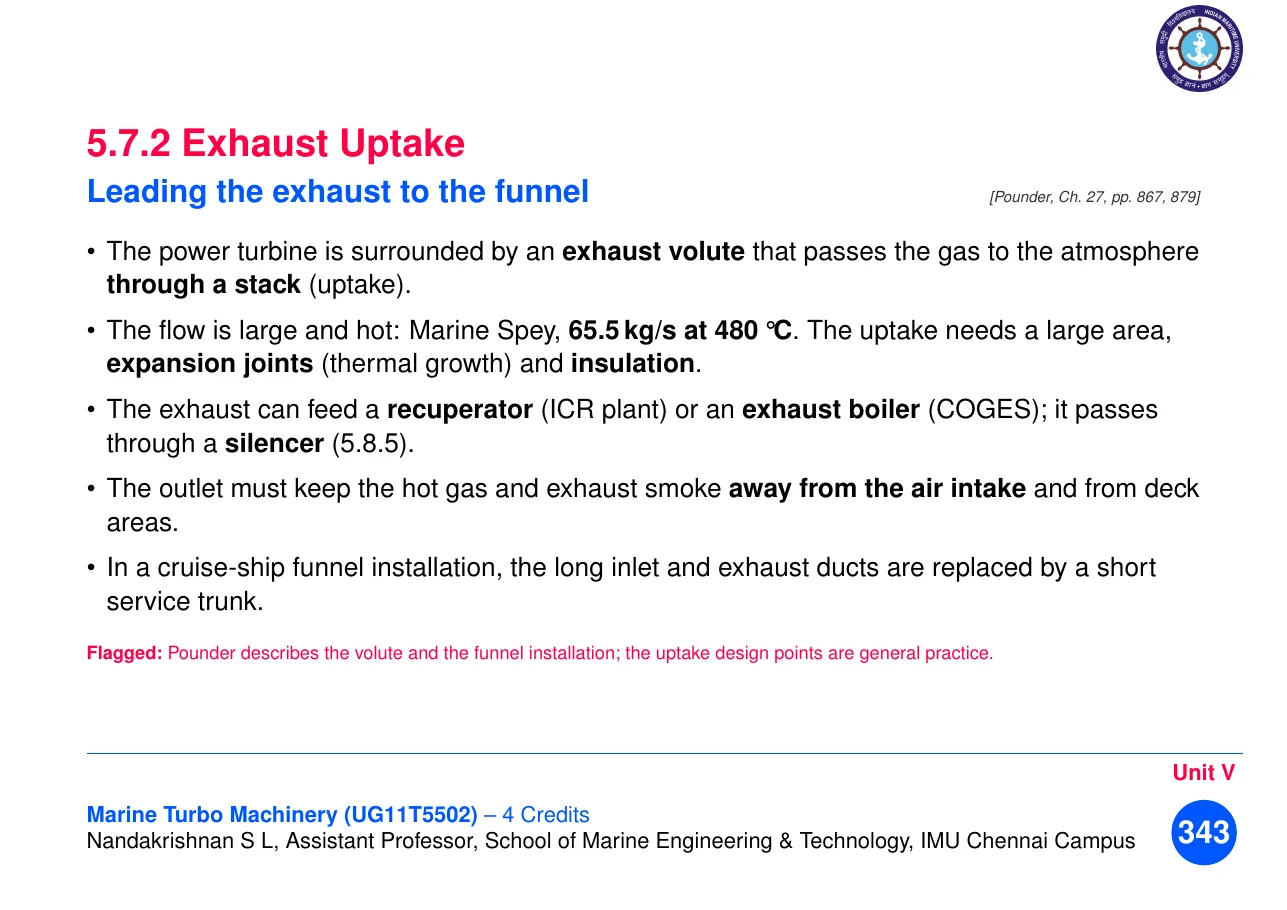 INDIAN MARITIME UNIVERSITY
5.7.2 Exhaust Uptake
Leading the exhaust to the funnel
[Pounder, Ch. 27, pp. 867, 879]
• The power turbine is surrounded by an exhaust volute that passes the gas to the atmosphere
through a stack (uptake).
• The flow is large and hot: Marine Spey, 65.5 kg/s at 480 °C. The uptake needs a large area,
expansion joints (thermal growth) and insulation.
• The exhaust can feed a recuperator (ICR plant) or an exhaust boiler (COGES); it passes
through a silencer (5.8.5).
• The outlet must keep the hot gas and exhaust smoke away from the air intake and from deck
areas.
• In a cruise-ship funnel installation, the long inlet and exhaust ducts are replaced by a short
service trunk.
Flagged: Pounder describes the volute and the funnel installation; the uptake design points are general practice.
Unit V
Marine Turbo Machinery (UG11T5502) – 4 Credits
Nandakrishnan S L, Assistant Professor, School of Marine Engineering & Technology, IMU Chennai Campus
343